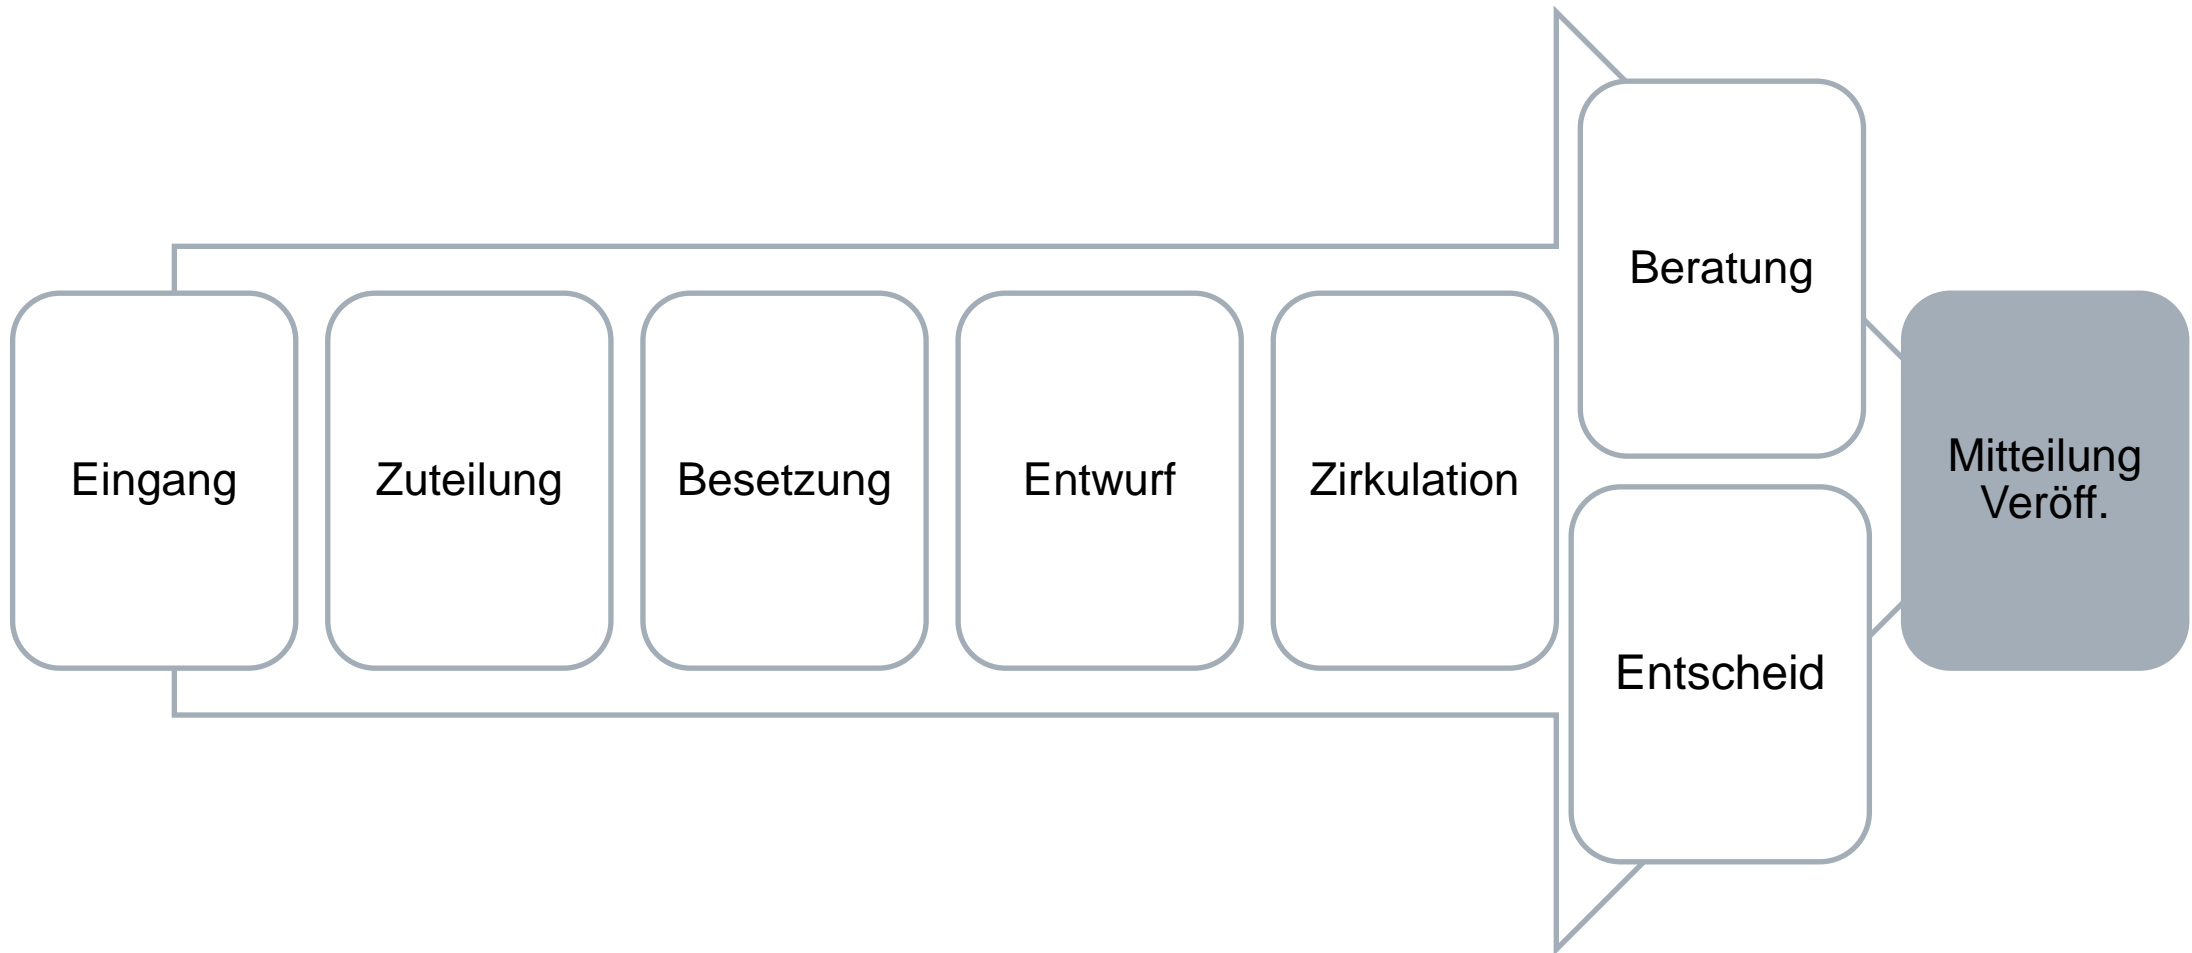 Eingang
Zuteilung
Besetzung
Entwurf
Zirkulation
Beratung
Entscheid
Mitteilung
Veröff.